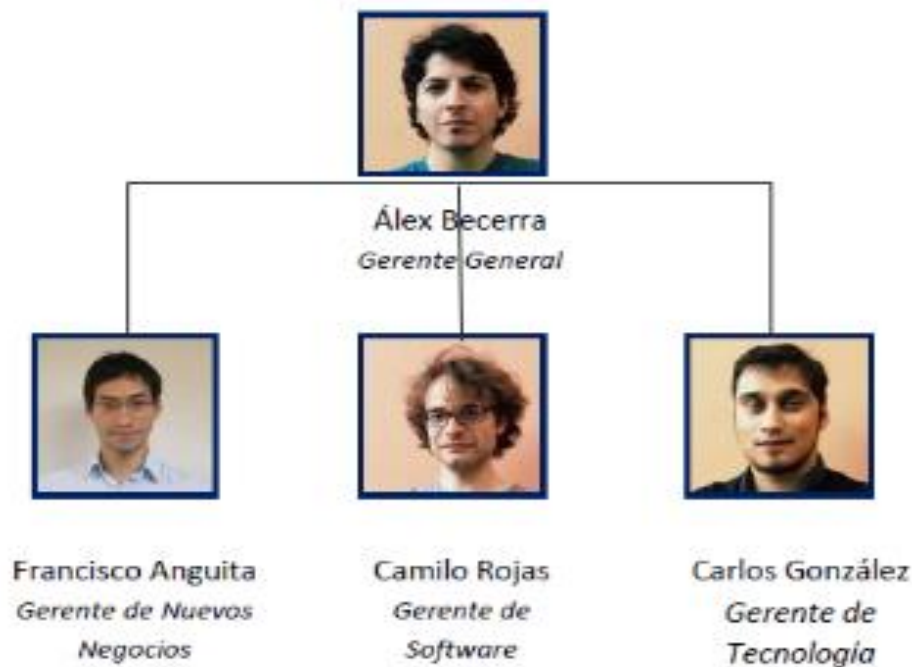 Álex Becerra
Gerente General
Francisco Anguita
Gerente de Nuevos
Negocios
Camilo Rojas
Gerente de
Software
Carlos González
Gerente de
Tecnología